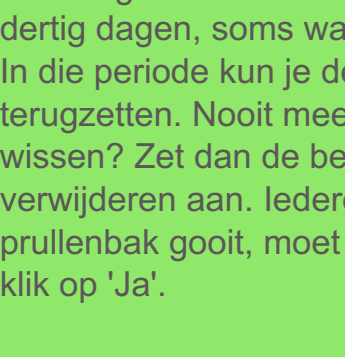 dertig dagen, soms
In die periode kun je
terugzetten. Nooit
wissen? Zet dan de
verwijderen aan.
prullenbak gooit, moet
klik op 'Ja'.